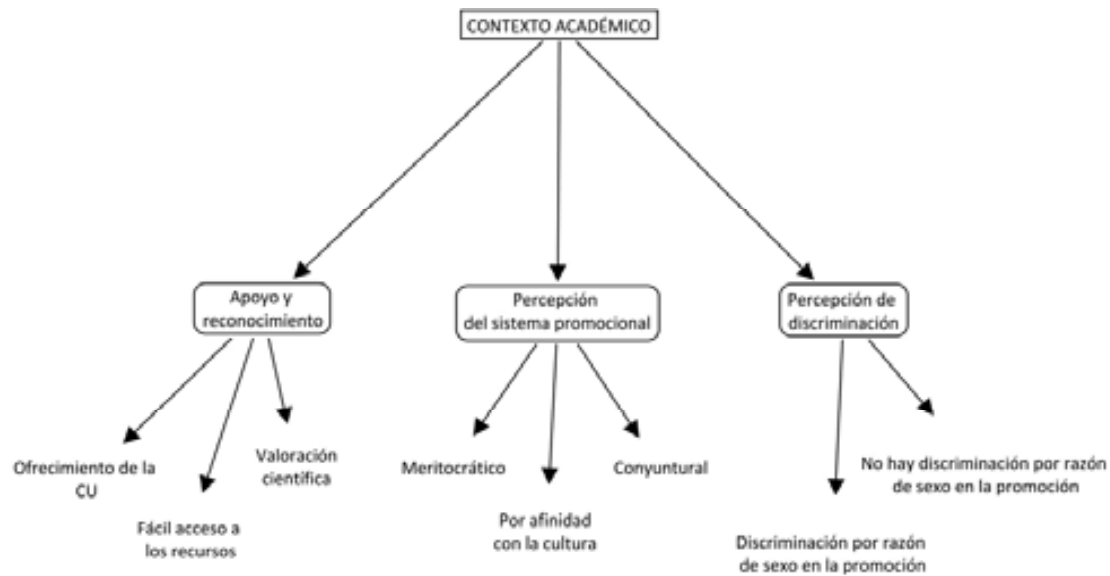 CONTEXTO ACADÉMICO
Apoyo y
reconocimiento
Percepción
del sistema promocional
Percepción de
discriminación
Ofrecimiento de la
CU
Fácil acceso a
los recursos
Valoración
científica
Meritocrático
Por afinidad
con la cultura
Conyuntural
Discriminación por razón
de sexo en la promoción
No hay discriminación por razón
de sexo en la promoción